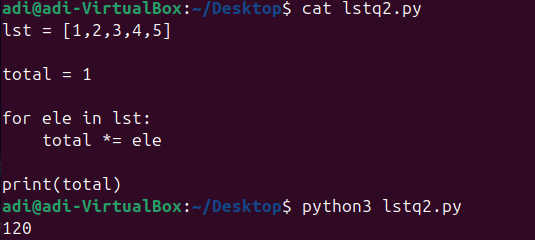 adi@adi-VirtualBox:~/Desktop$ cat lstq2.py
lst = [1,2,3,4,5]

total = 1

for ele in lst:
    total *= ele

print(total)
adi@adi-VirtualBox:~/Desktop$ python3 lstq2.py
120